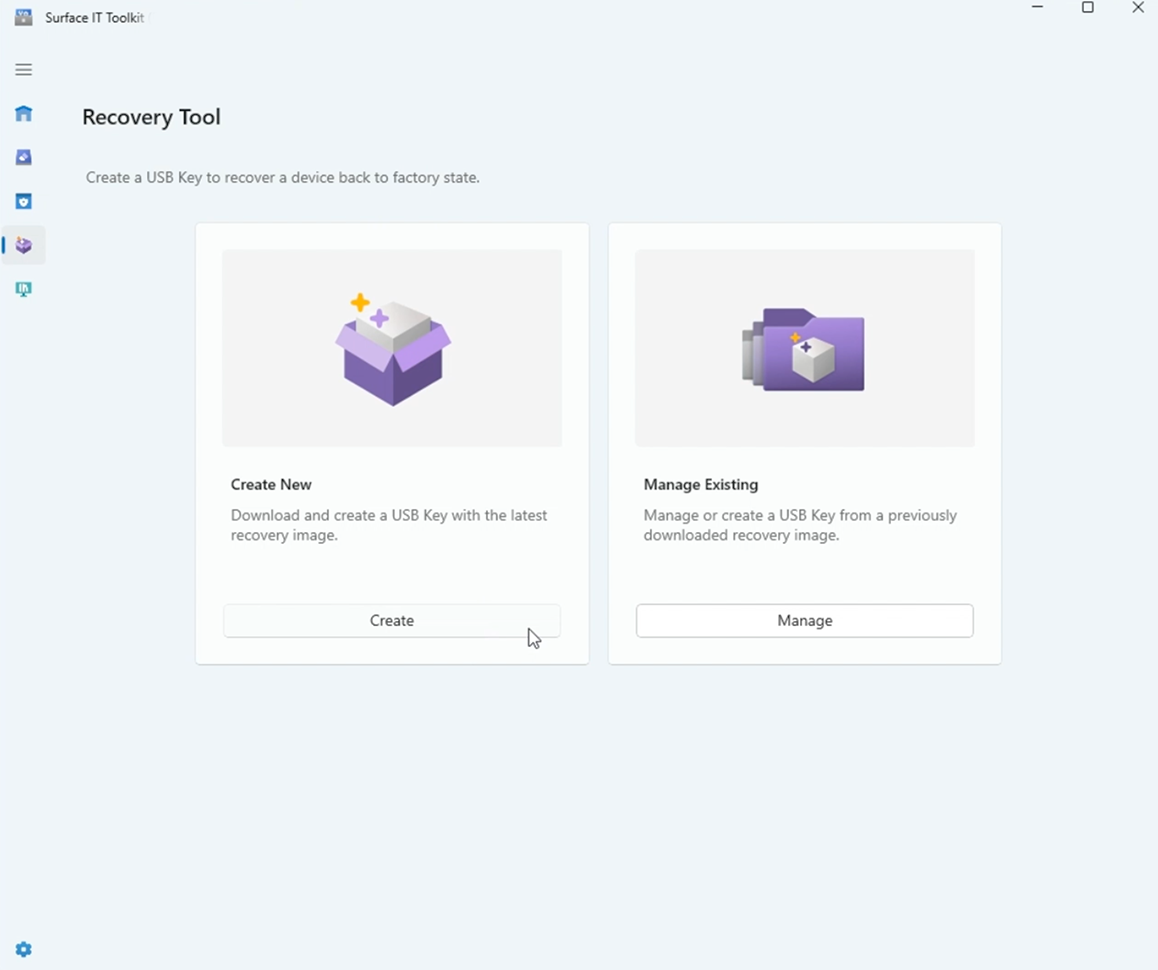 Surface IT Toolkit
Recovery Tool
Create a USB Key to recover a device back to factory state.
Create New
Download and create a USB Key with the latest
recovery image.
Create
Manage Existing
Manage or create a USB Key from a previously
downloaded recovery image.
Manage